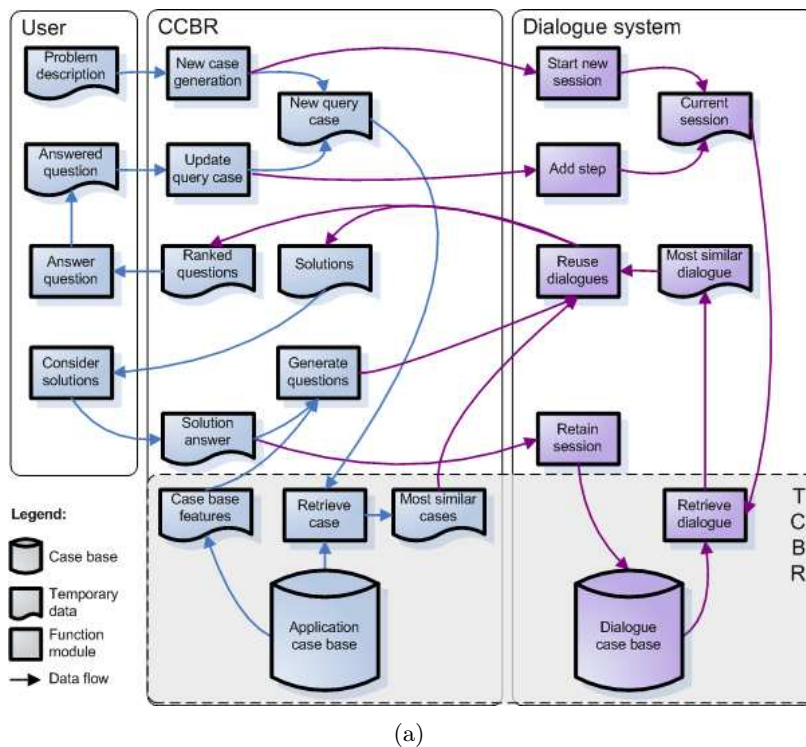 User
CCBR
Dialogue system
Problem
description
New case
generation
New query
case
Start new
session
Current
session
Answered
question
Update
query case
Add step
Answer
question
Ranked
questions
Solutions
Reuse
dialogues
Most similar
dialogue
Consider
solutions
Generate
questions
Solution
answer
Retain
session
Case base
features
Retrieve
case
Most similar
cases
Retrieve
dialogue
T
C
B
R
Legend:
Case base
Temporary
data
Function
module
Data flow
Application
case base
Dialogue
case base
(a)